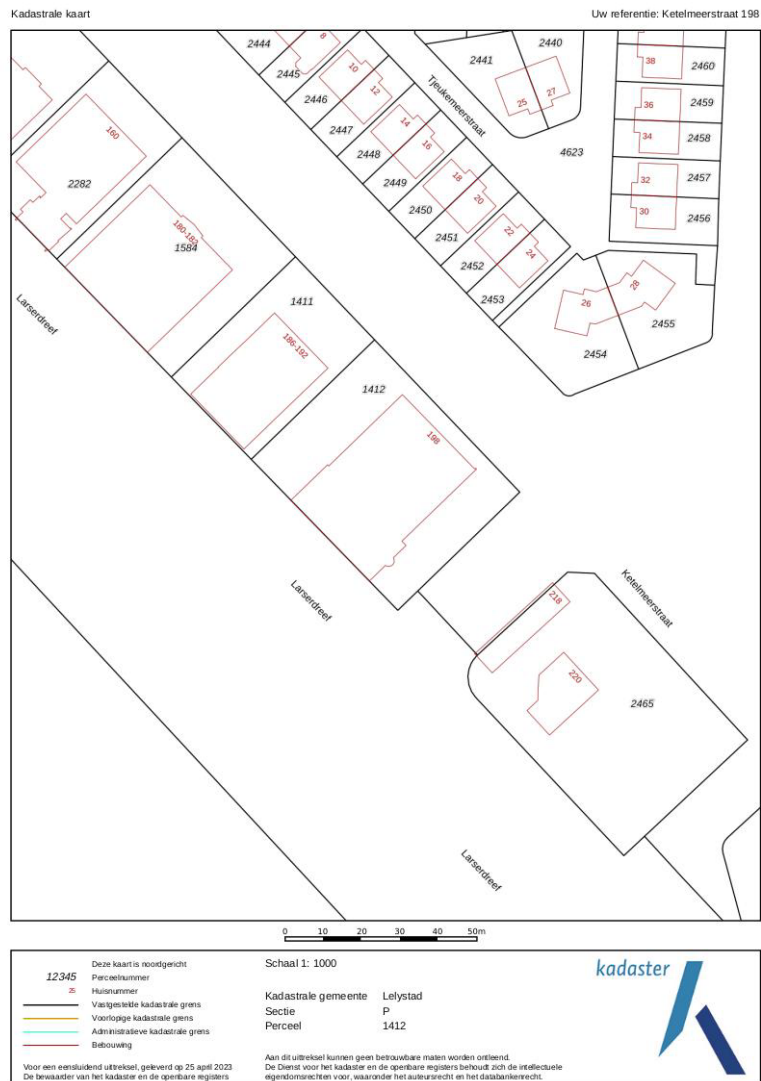 Kadastrale kaart
Uw referentie: Ketelmeerstraat 198
2444
8
2441
2440
38
2460
2445
10
12
2446
25
27
36
2459
Tjeukemeerstraat
160
2447
14
34
2458
2448
16
4623
2282
2449
18
32
2457
2450
20
30
2456
180-182
1584
2451
22
24
2452
2453
28
26
Larserdreef
1411
2455
186-192
2454
1412
198
Larserdreef
Ketelmeerstraat
218
220
2465
Larserdreef
0 10 20 30 40 50m
Deze kaart is noordgericht
12345 Perceelnummer
25 Huisnummer
Vastgestelde kadastrale grens
Voorlopige kadastrale grens
Administratieve kadastrale grens
Bebouwing
Voor een eensluidend uittreksel, geleverd op 25 april 2023
De bewaarder van het kadaster en de openbare registers
Schaal 1: 1000
Kadastrale gemeente Lelystad
Sectie P
Perceel 1412
Aan dit uittreksel kunnen geen betrouwbare maten worden ontleend.
De Dienst voor het kadaster en de openbare registers behoudt zich de intellectuele
eigendomsrechten voor, waaronder het auteursrecht en het databankenrecht.
kadaster